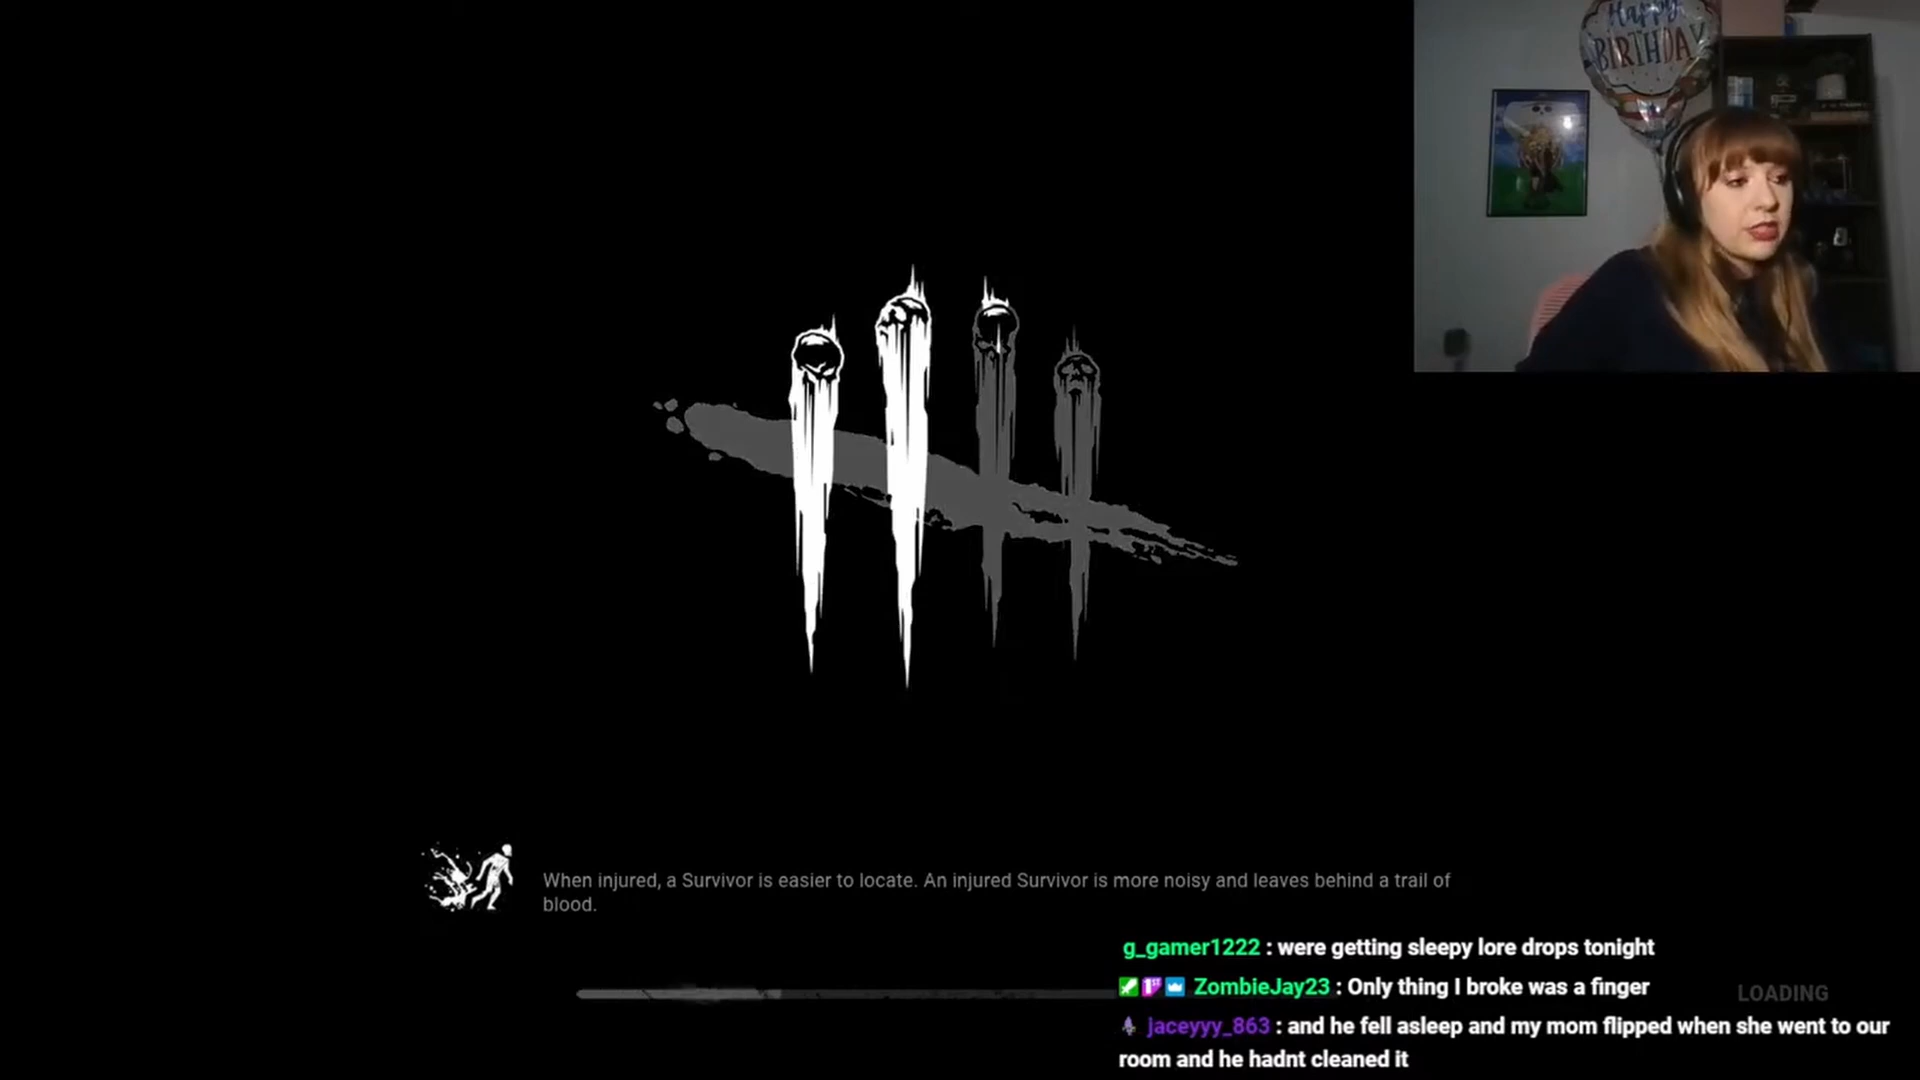 Happy
BIRTHDAY
When injured, a Survivor is easier to locate. An injured Survivor is more noisy and leaves behind a trail of
blood.
g_gamer1222 : were getting sleepy lore drops tonight
ZombieJay23 : Only thing I broke was a finger
LOADING
jaceyyy_863 : and he fell asleep and my mom flipped when she went to our
room and he hadnt cleaned it